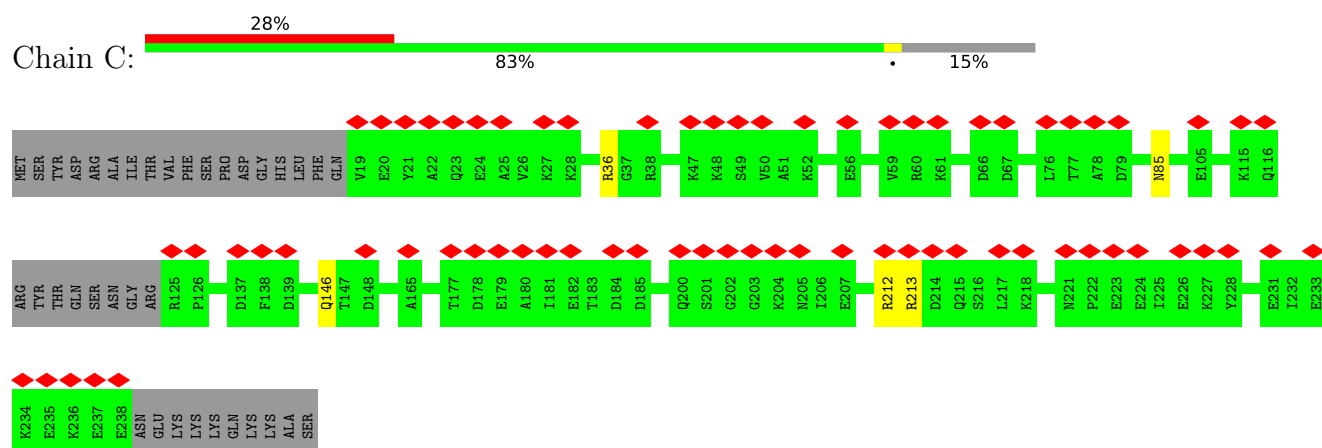 28%
Chain C:
83% • 15%
MET SER TYR ASP ARG ALA ILE THR VAL PHE SER PRO ASP GLY HIS LEU PHE GLN V19 E20 Y21 A22 Q23 E24 A25 V26 K27 K28 R36 G37 R38 K47 K48 S49 V50 A51 K52 E56 V59 R60 K61 D66 D67 L76 T77 A78 D79 N85 E105 K115 Q116
ARG TYR THR GLN SER ASN GLY ARG R125 P126 D137 F138 D139 Q146 T147 D148 A165 T177 D178 E179 A180 I181 E182 T183 D184 D185 Q200 S201 G202 G203 K204 N205 I206 E207 R212 R213 D214 Q215 S216 L217 K218 N221 P222 E223 E224 I225 E226 K227 Y228 E231 I232 E233
K234 E235 K236 E237 E238 ASN GLU LYS LYS LYS GLN LYS LYS ALA SER